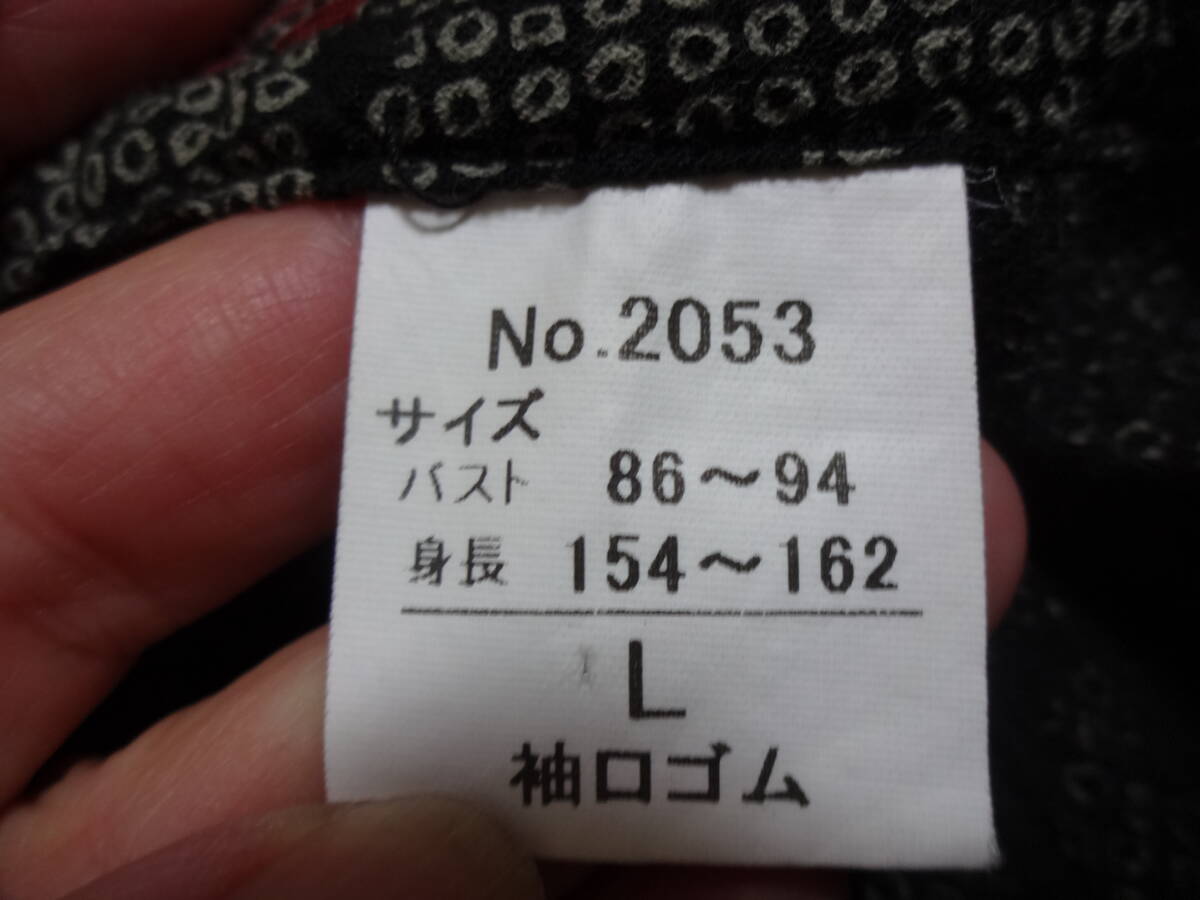 No.2053
サイズ
バスト 86～94
身長 154～162
L
袖口ゴム